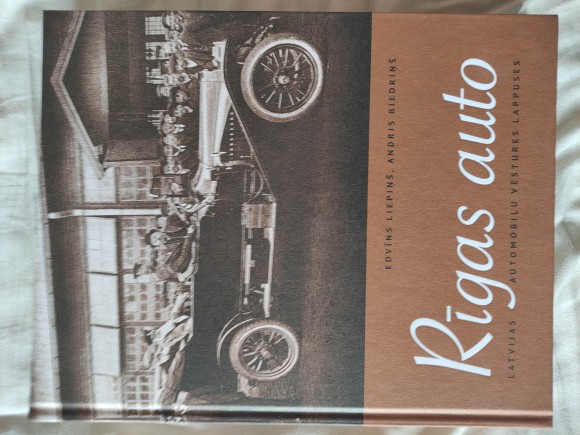 EDVĪNS LIEPIŅŠ, ANDRIS BIEDRIŅŠ
Rīgas auto
LATVIJAS AUTOMOBIĻU VĒSTURES LAPPUSES